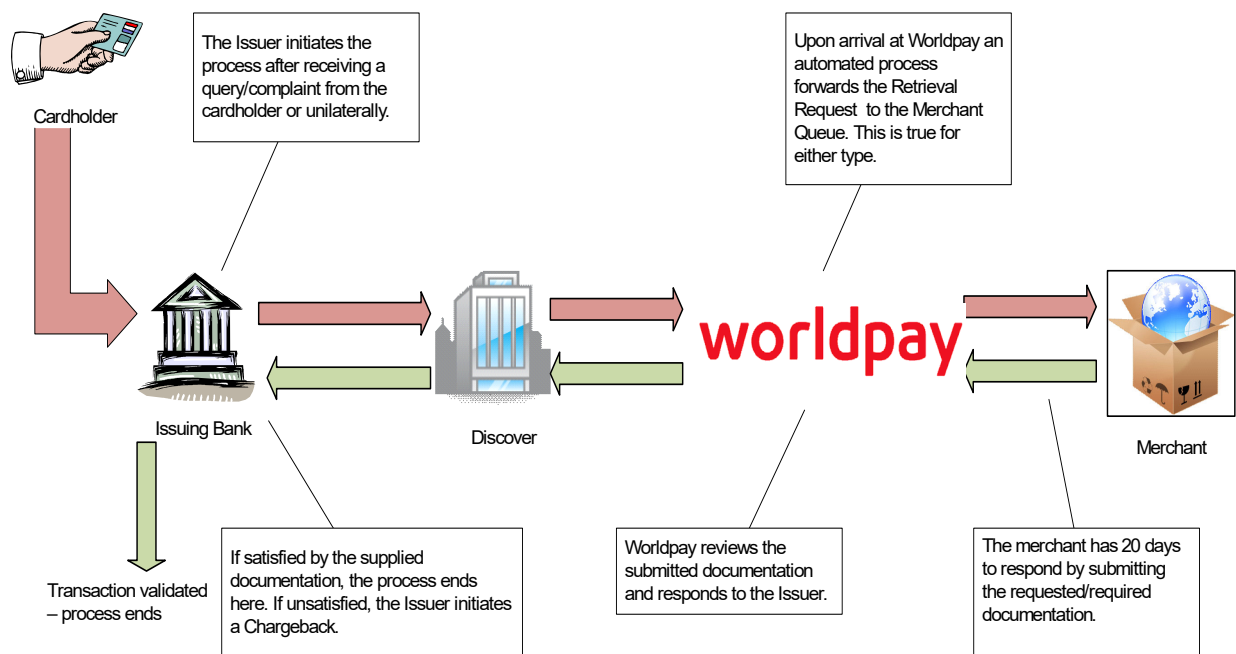 Cardholder
The Issuer initiates the
process after receiving a
query/complaint from the
cardholder or unilaterally.
Upon arrival at Worldpay an
automated process
forwards the Retrieval
Request to the Merchant
Queue. This is true for
either type.
worldpay
Issuing Bank
Discover
Merchant
Transaction validated
– process ends
If satisfied by the supplied
documentation, the process ends
here. If unsatisfied, the Issuer initiates
a Chargeback.
Worldpay reviews the
submitted documentation
and responds to the Issuer.
The merchant has 20 days
to respond by submitting
the requested/required
documentation.